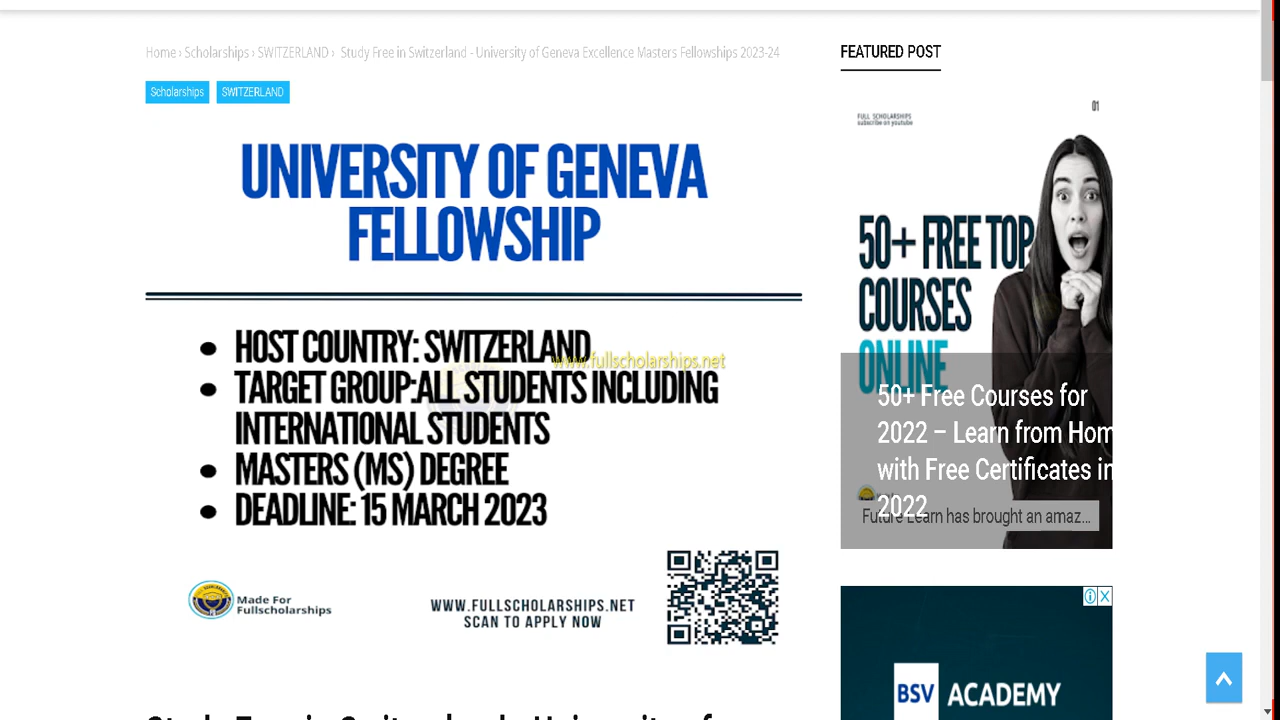 Home › Scholarships › SWITZERLAND › Study Free in Switzerland - University of Geneva Excellence Masters Fellowships 2023-24
Scholarships
SWITZERLAND
UNIVERSITY OF GENEVA
FELLOWSHIP
HOST COUNTRY: SWITZERLAND
www.fullscholarships.net
TARGET GROUP:ALL STUDENTS INCLUDING
INTERNATIONAL STUDENTS
MASTERS (MS) DEGREE
DEADLINE: 15 MARCH 2023
Made For
Fullscholarships
WWW.FULLSCHOLARSHIPS.NET
SCAN TO APPLY NOW
FEATURED POST
FULL SCHOLARSHIPS
subscribe on youtube
01
50+ FREE TOP
COURSES
ONLINE
50+ Free Courses for
2022 – Learn from Hom
with Free Certificates in
2022
Future Learn has brought an amaz...
BSV ACADEMY